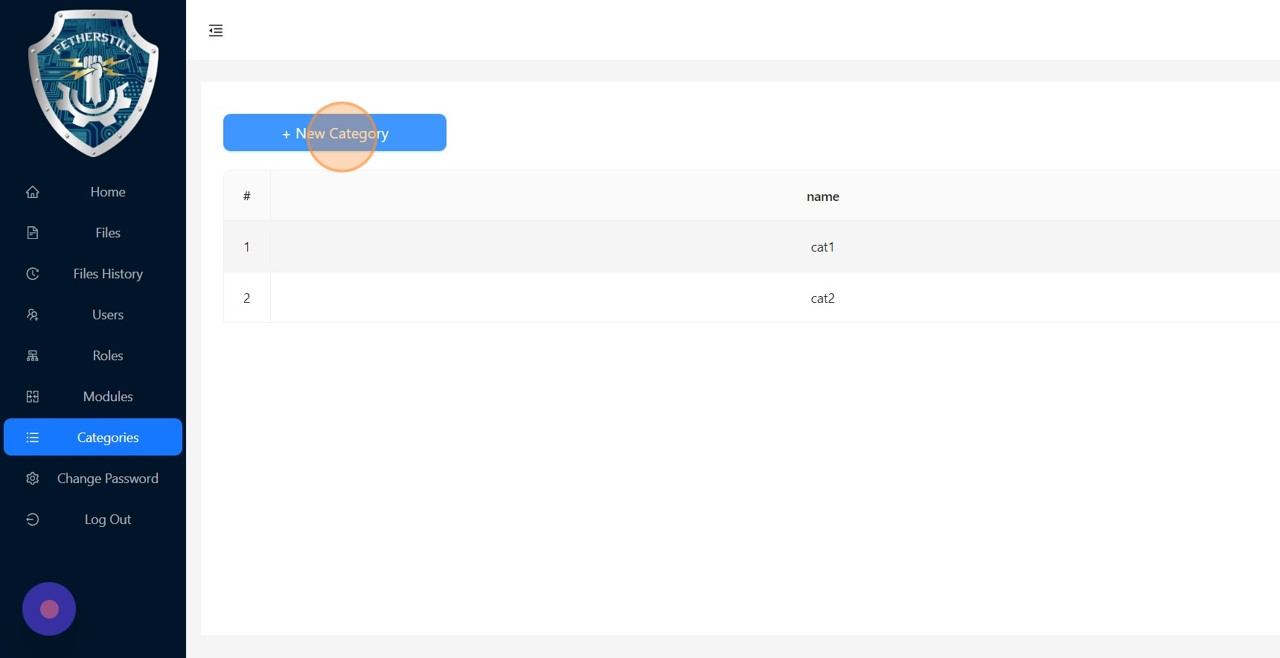 FETHERSTILL
Home
Files
Files History
Users
Roles
Modules
Categories
Change Password
Log Out
+ New Category
# name
1 cat1
2 cat2